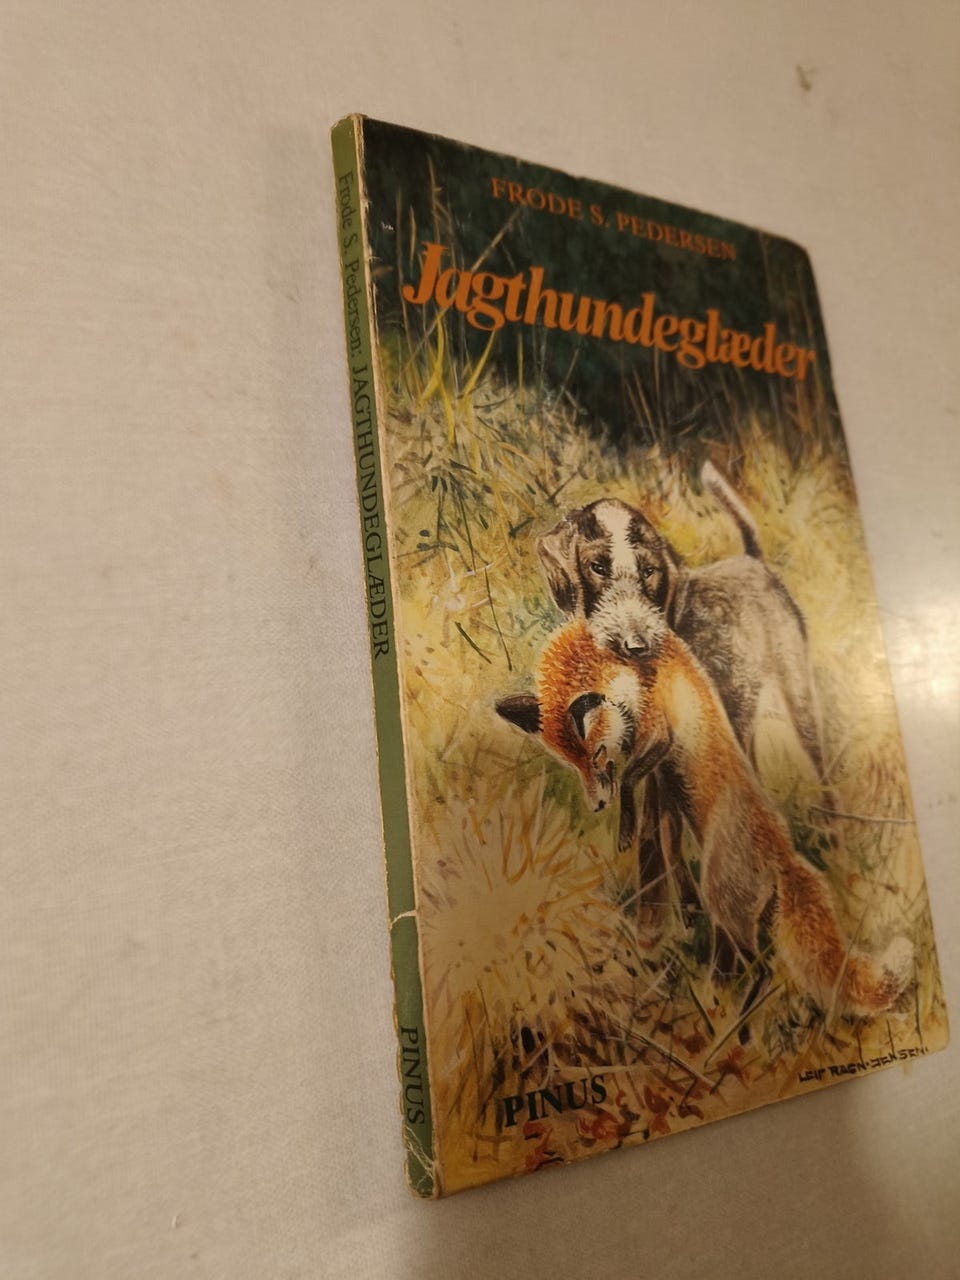 Frode S. Pedersen: JAGTHUNDEGLÆDER
PINUS
FRODE S. PEDERSEN
Jagthundeglæder
PINUS
LEIF RAGN-JENSEN.